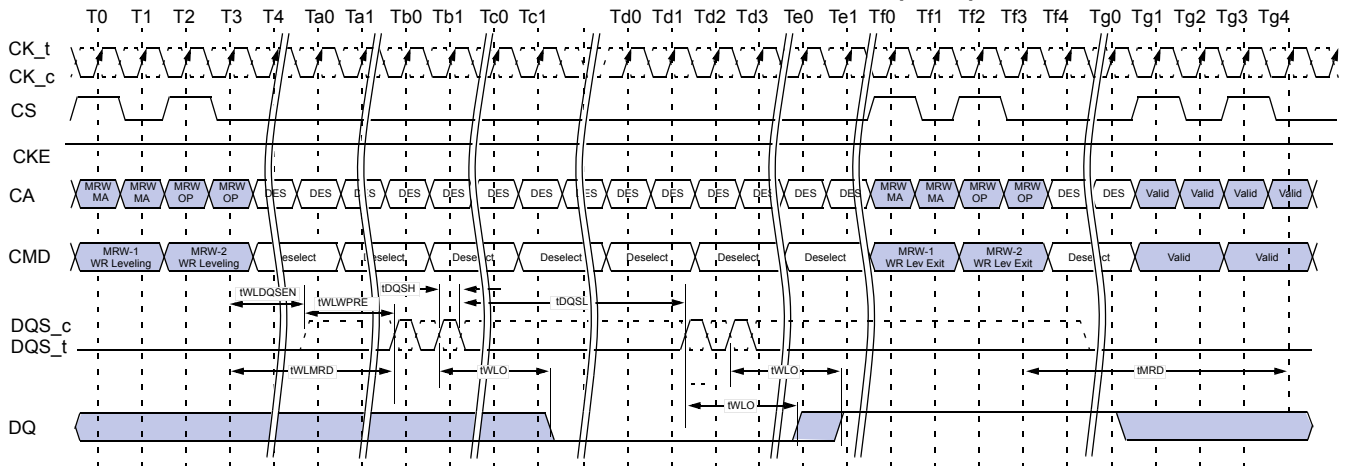 T0 T1 T2 T3 T4 Ta0 Ta1 Tb0 Tb1 Tc0 Tc1 Td0 Td1 Td2 Td3 Te0 Te1 Tf0 Tf1 Tf2 Tf3 Tf4 Tg0 Tg1 Tg2 Tg3 Tg4
CK_t
CK_c
CS
CKE
CA
MRW MRW MRW MRW DES DES DES DES DES DES DES DES DES DES DES DES DES DES MRW MRW MRW MRW DES DES Valid Valid Valid Valid
MA MA OP OP MA MA OP OP
CMD
MRW-1 MRW-2 Deselect Deselect Deselect Deselect Deselect Deselect Deselect MRW-1 MRW-2 Deselect Valid Valid
WR Leveling WR Leveling WR Lev Exit WR Lev Exit
tWLDQSEN tWLWPRE tDQSH tDQSL
DQS_c
DQS_t
tWLMRD tWLO tWLO tMRD
tWLO
DQ